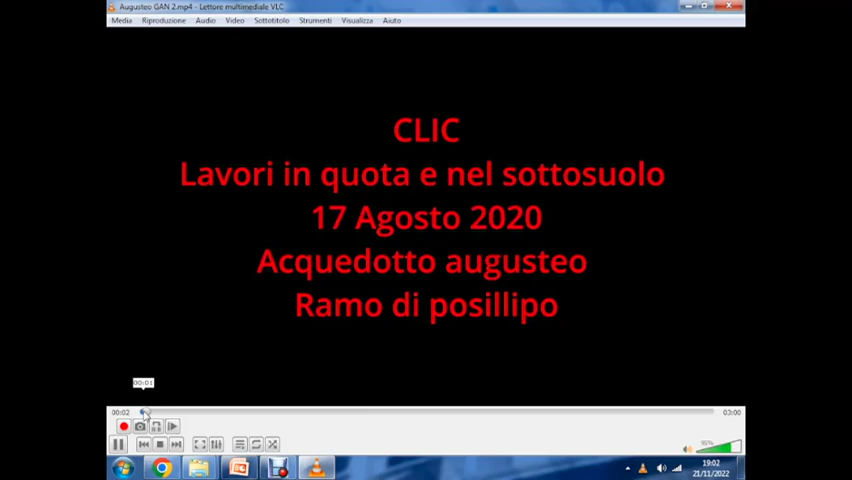 Augusteo GAN 2.mp4 - Lettore multimediale VLC
Media Riproduzione Audio Video Sottotitolo Strumenti Visualizza Aiuto
CLIC
Lavori in quota e nel sottosuolo
17 Agosto 2020
Acquedotto augusteo
Ramo di posillipo
00:01
00:02 03:00
95%
19:02
21/11/2022